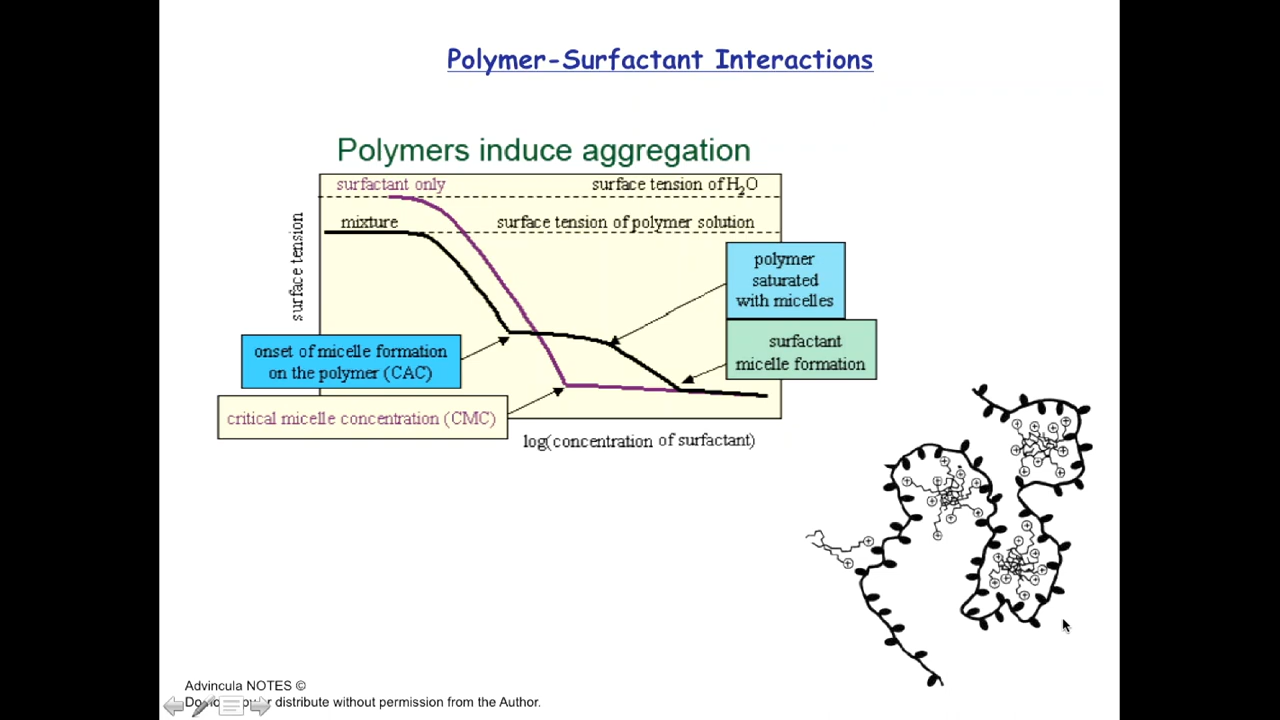 Polymer-Surfactant Interactions
Polymers induce aggregation
surfactant only
surface tension of H₂O
mixture
surface tension of polymer solution
surface tension
polymer
saturated
with micelles
surfactant
micelle formation
onset of micelle formation
on the polymer (CAC)
critical micelle concentration (CMC)
log(concentration of surfactant)
Advincula NOTES ©
distribute without permission from the Author.